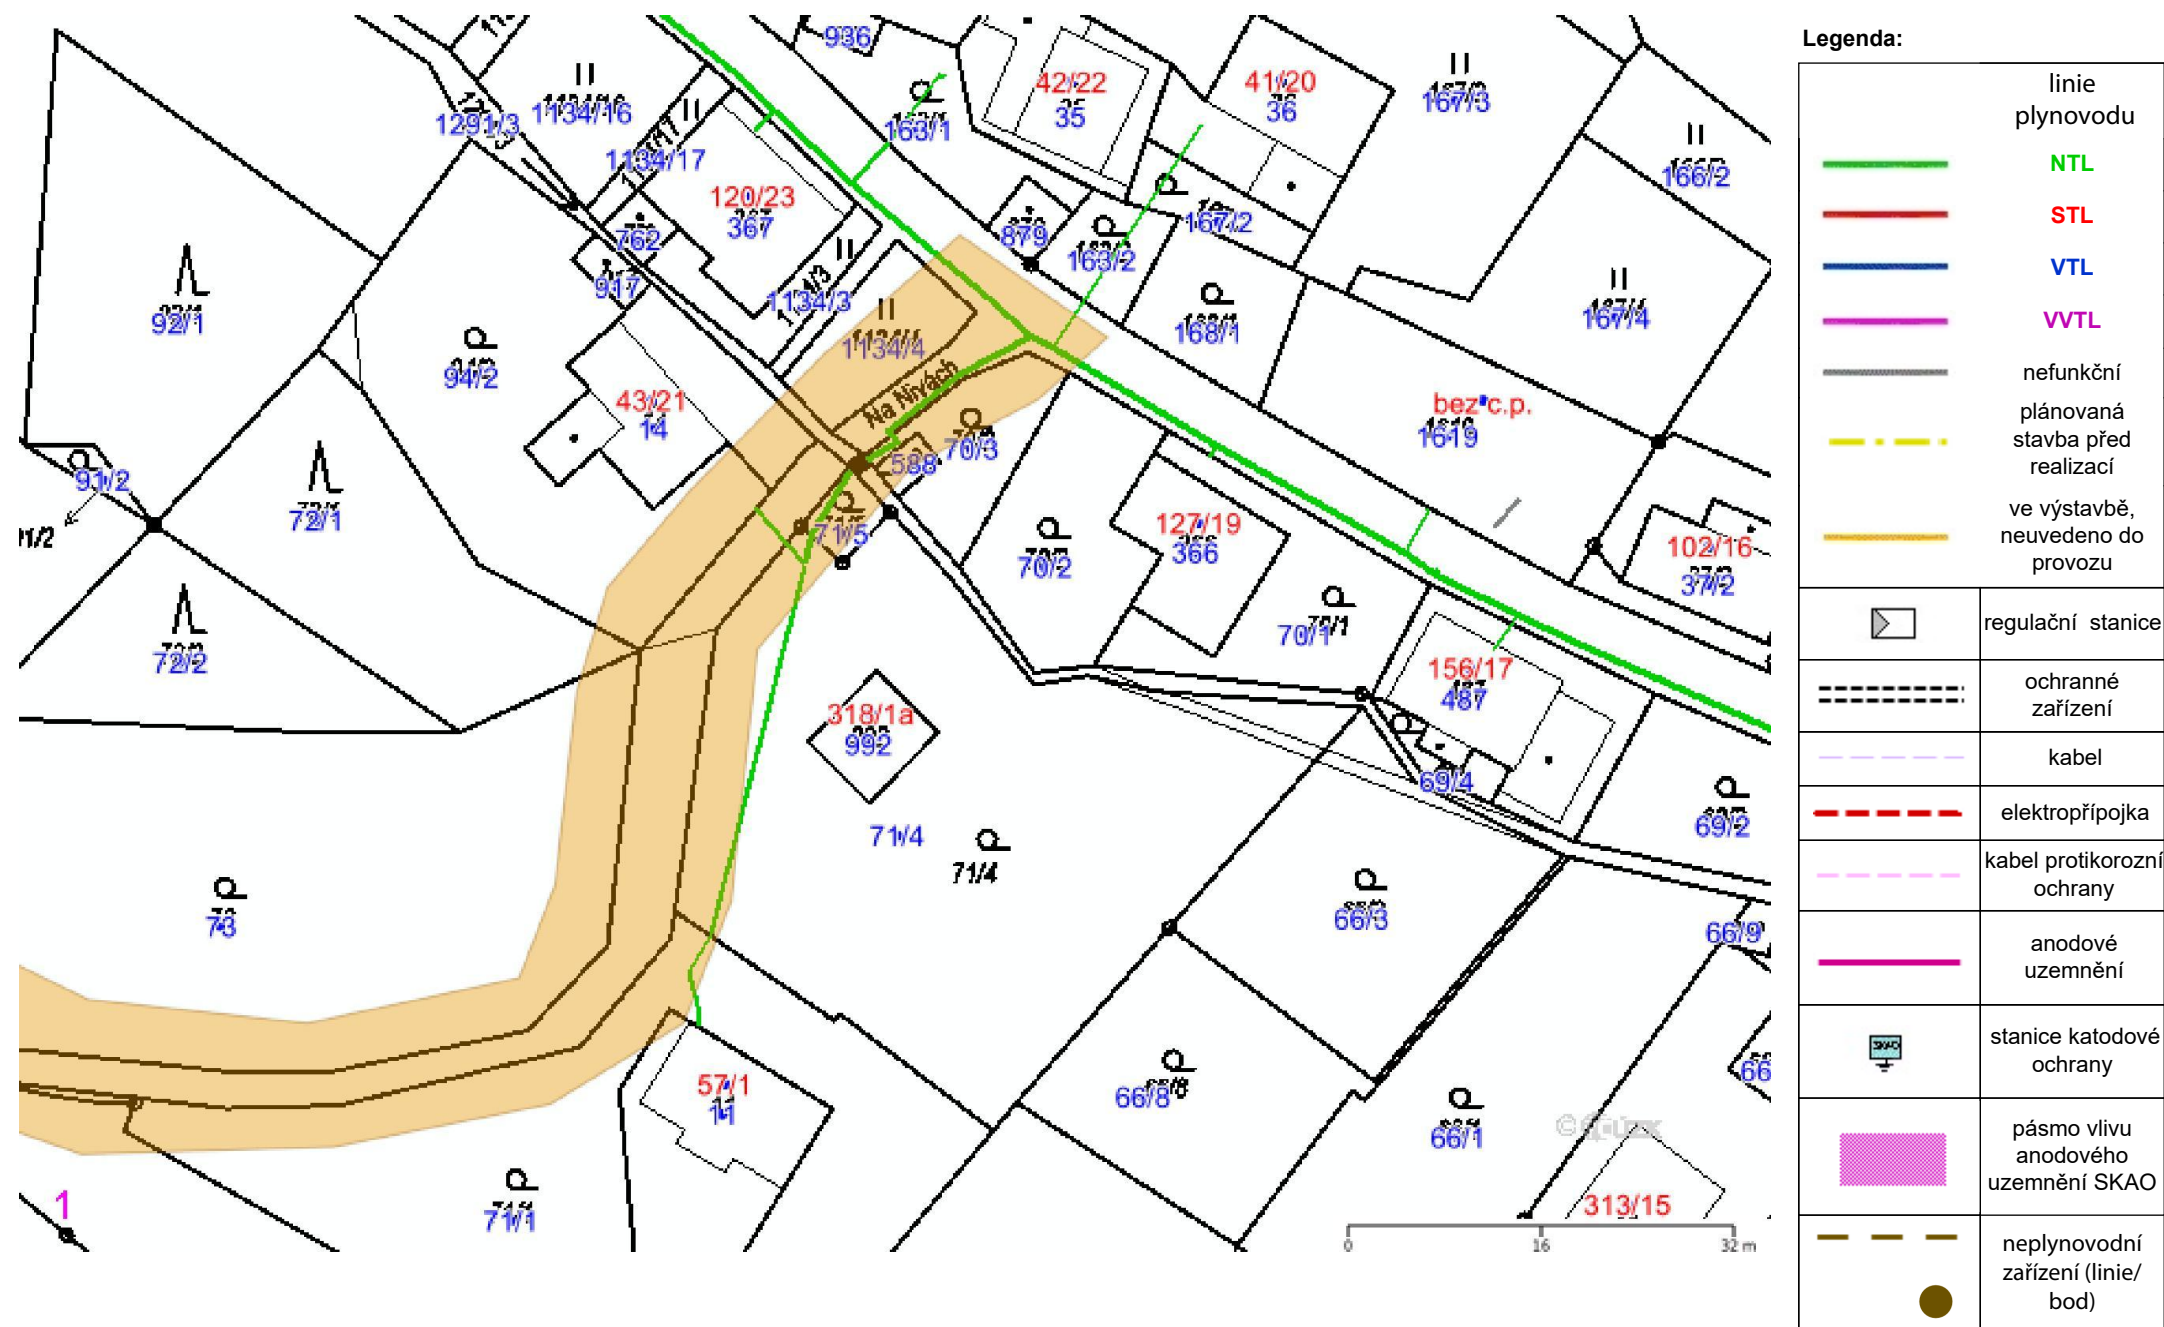 936
42/22
35
41/20
36
167/3
1291/3
1134/16
163/1
1134/17
166/2
120/23
367
762
879
167/2
163/2
917
1134/3
92/1
1134/4
168/1
167/4
94/2
43/21
14
Na Nivách
bez č.p.
1619
70/3
588
91/2
72/1
71/5
127/19
366
70/2
102/16
37/2
70/1
72/2
156/17
487
318/1a
992
69/4
69/2
71/4
71/4
73
66/3
66/9
66/8
57/1
11
66
66/1
1
71/1
313/15
0 16 32 m
Legenda:
linie
plynovodu
NTL
STL
VTL
VVTL
nefunkční
plánovaná
stavba před
realizací
ve výstavbě,
neuvedeno do
provozu
regulační stanice
ochranné
zařízení
kabel
elektropřípojka
kabel protikorozní
ochrany
anodové
uzemnění
SKAO
stanice katodové
ochrany
pásmo vlivu
anodového
uzemnění SKAO
neplynovodní
zařízení (linie/
bod)